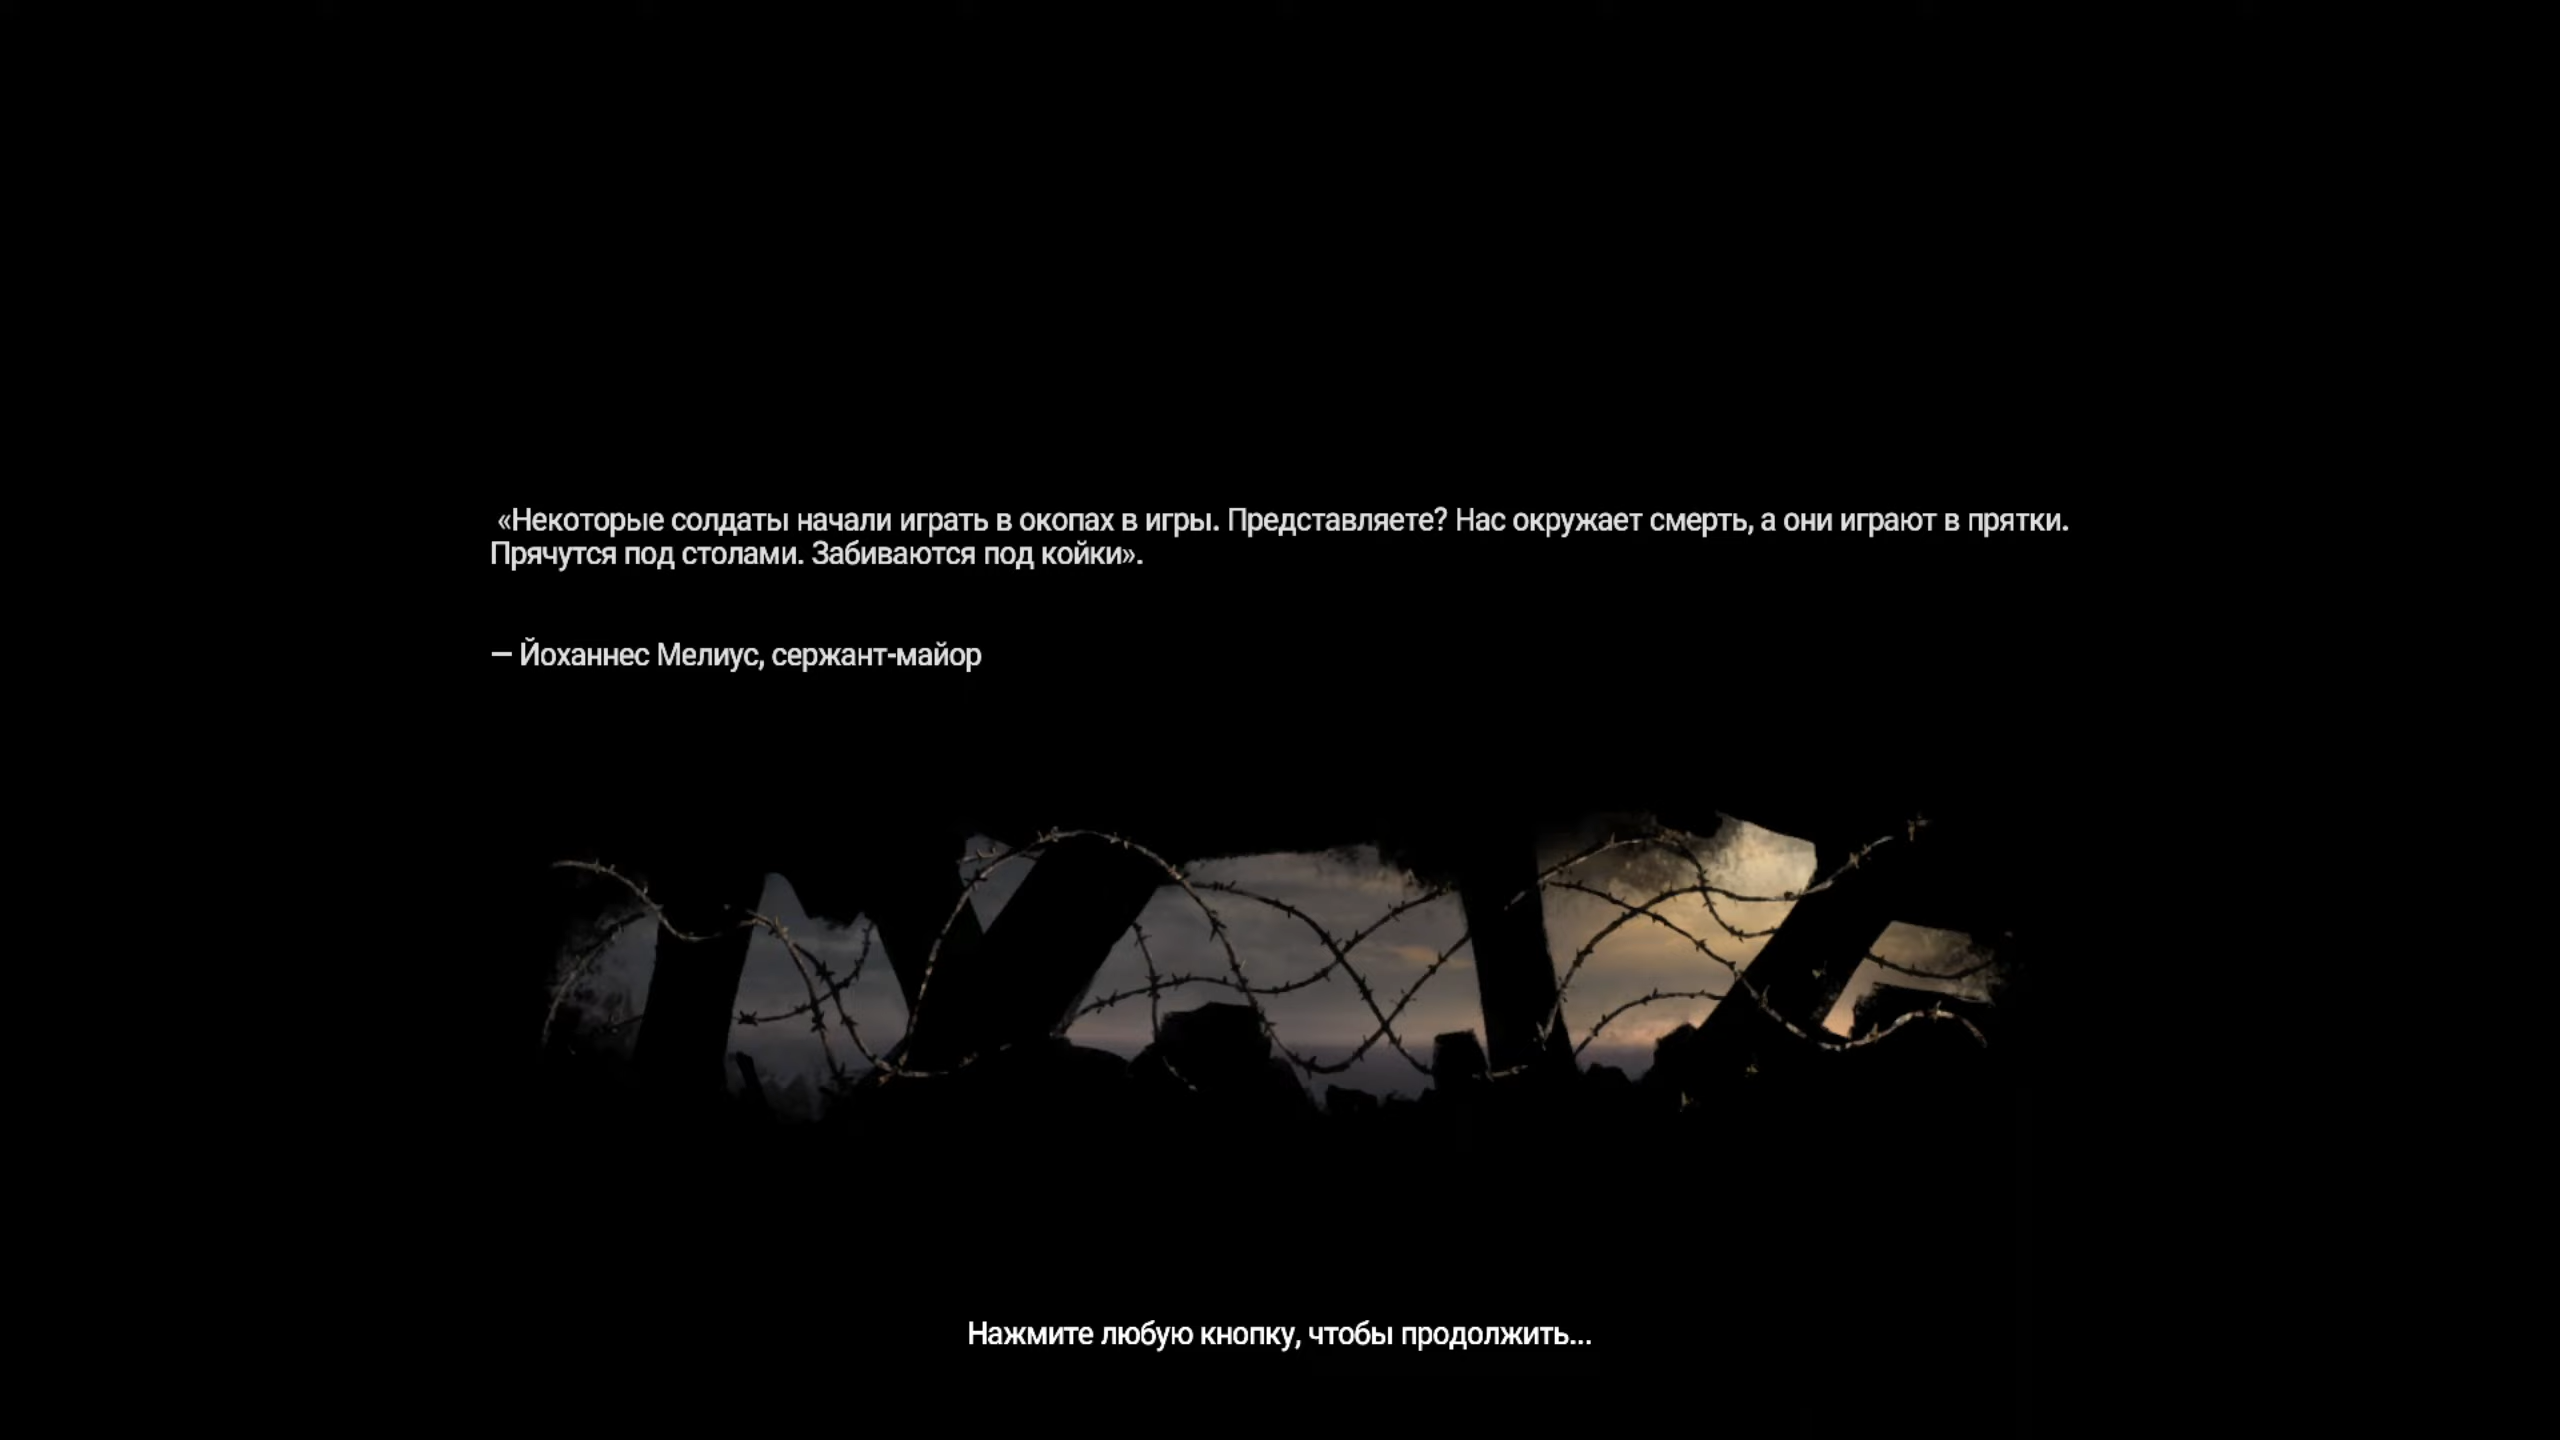 «Некоторые солдаты начали играть в окопах в игры. Представляете? Нас окружает смерть, а они играют в прятки.
Прячутся под столами. Забиваются под койки».
— Йоханнес Мелиус, сержант-майор
Нажмите любую кнопку, чтобы продолжить...